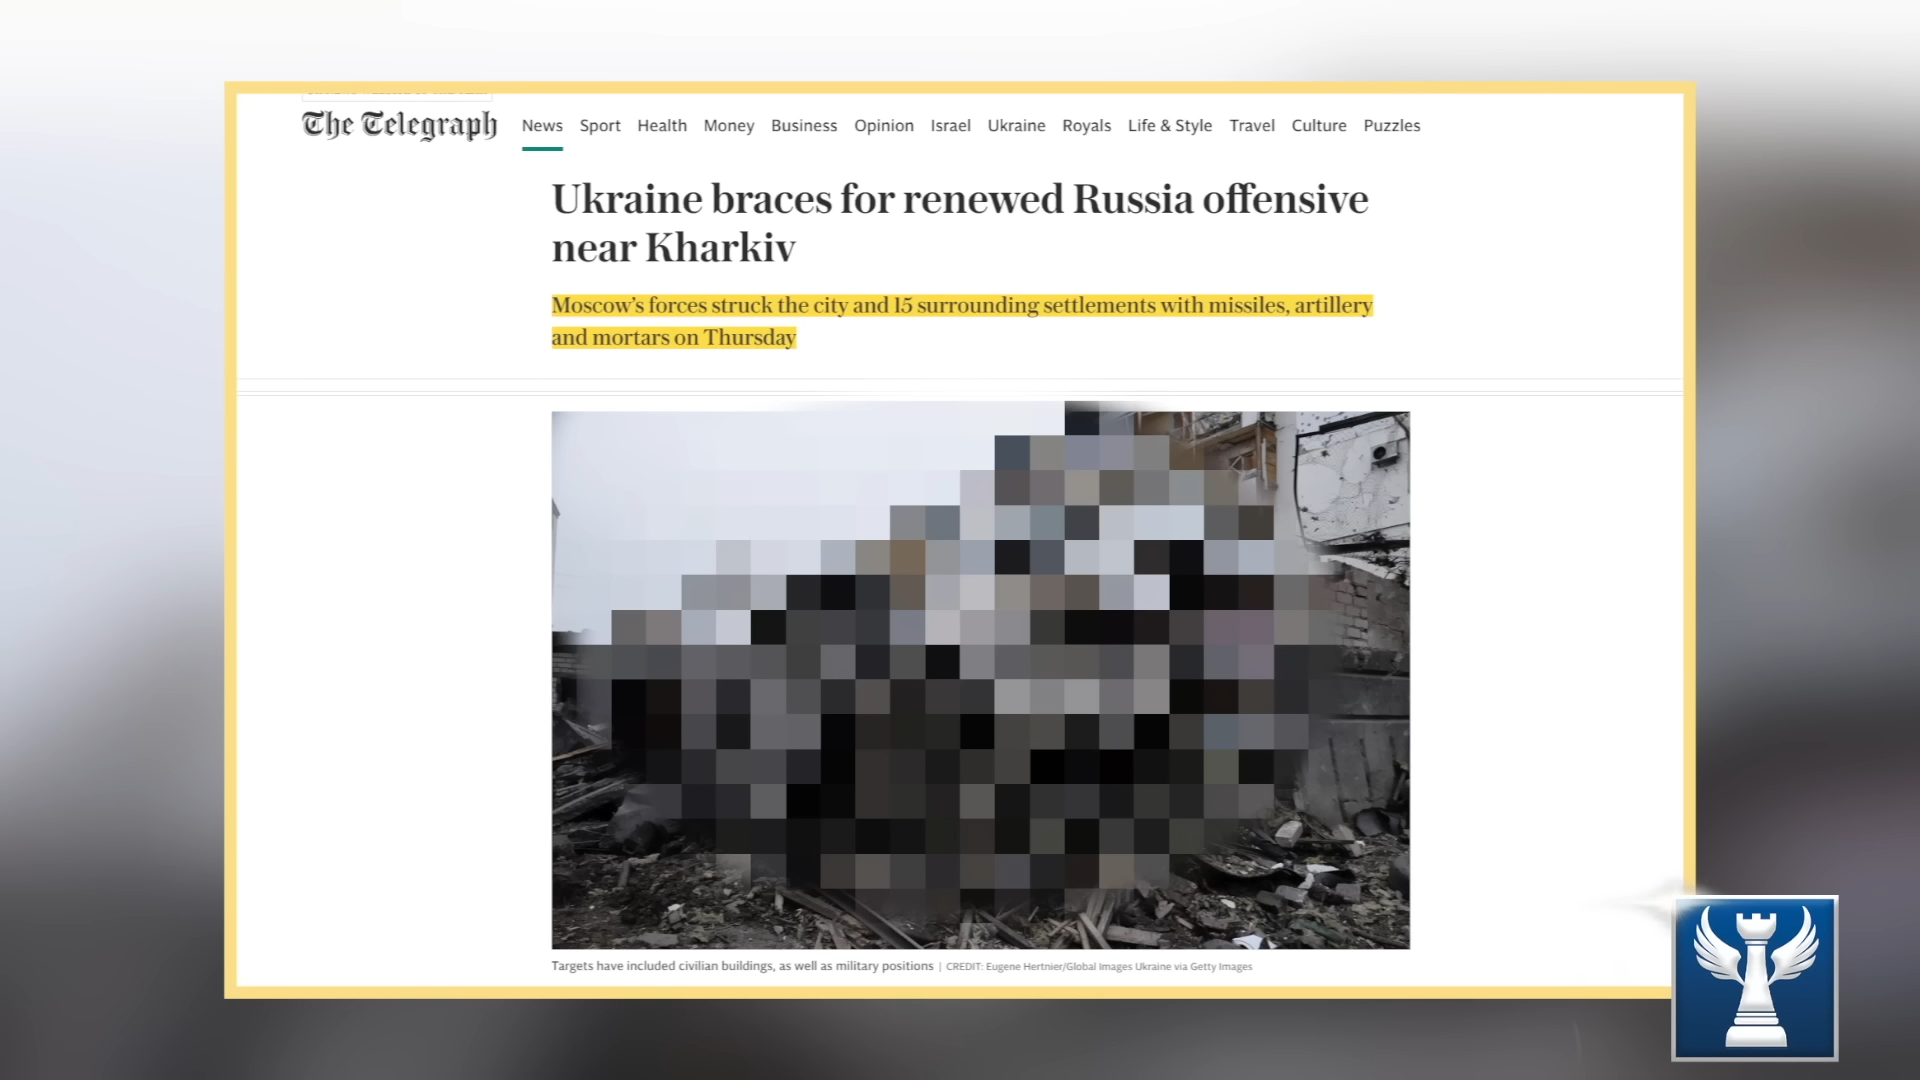 The Telegraph
News Sport Health Money Business Opinion Israel Ukraine Royals Life & Style Travel Culture Puzzles
Ukraine braces for renewed Russia offensive
near Kharkiv
Moscow's forces struck the city and 15 surrounding settlements with missiles, artillery
and mortars on Thursday
Targets have included civilian buildings, as well as military positions | CREDIT: Eugene Hertnier/Global Images Ukraine via Getty Images